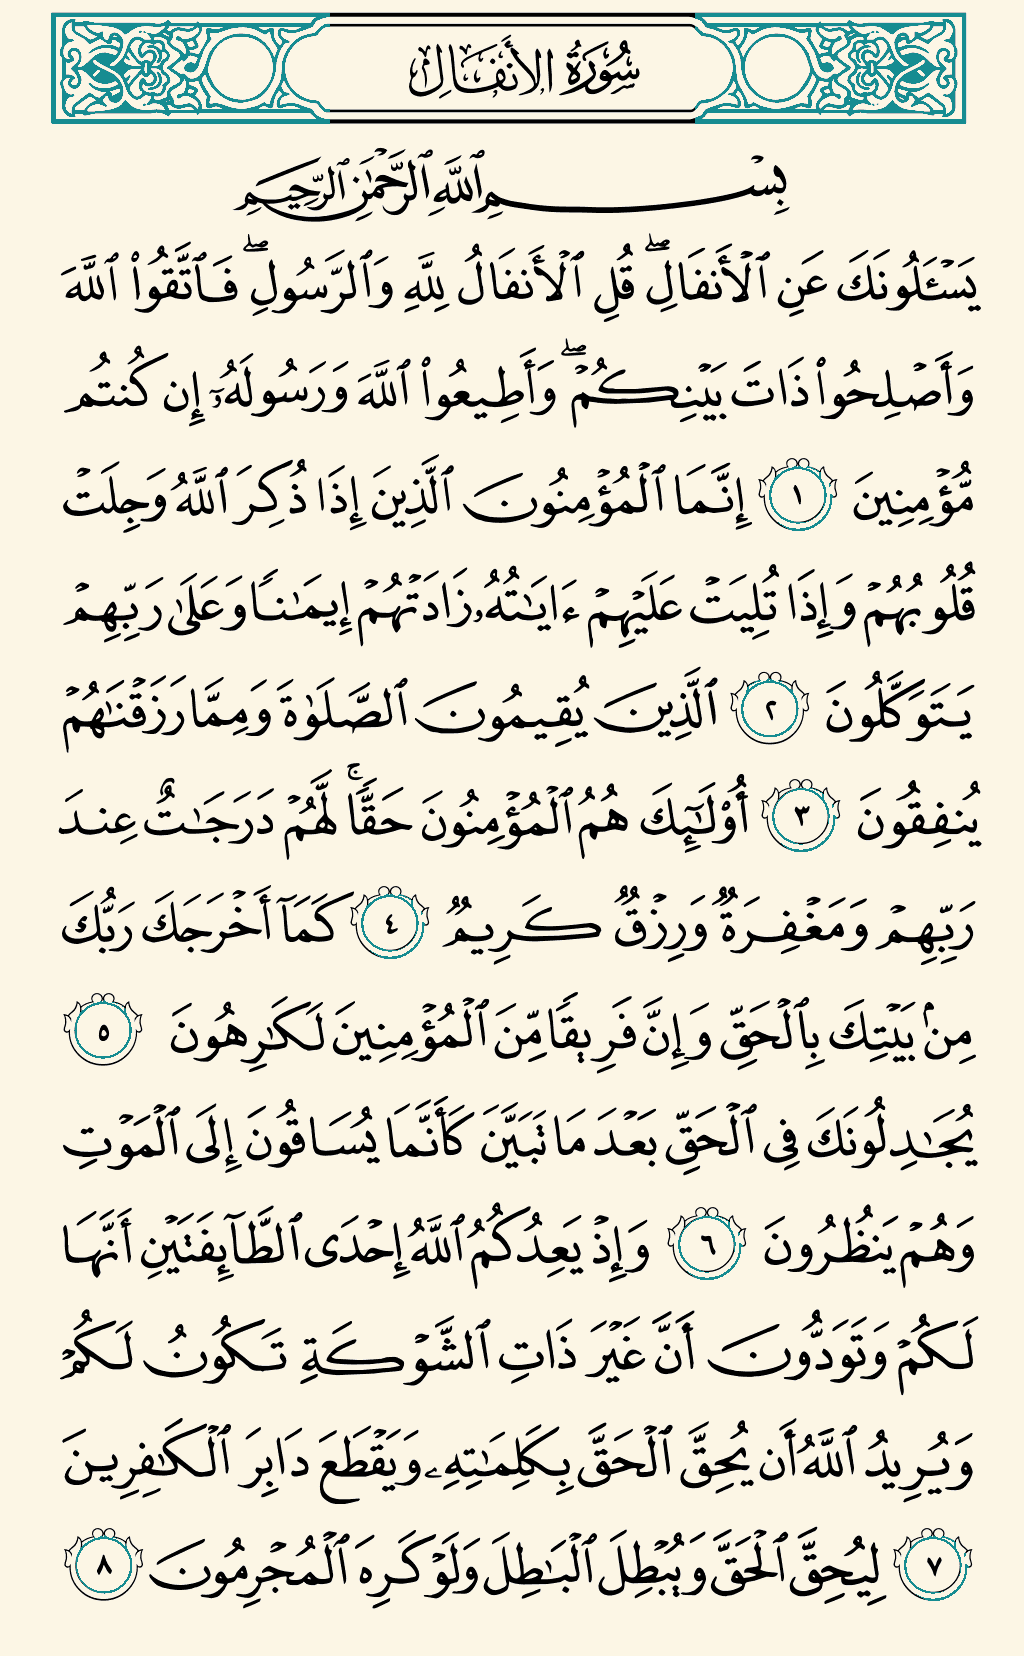 سُورَةُ الأَنفَالِ
بِسْمِ ٱللَّهِ ٱلرَّحْمَٰنِ ٱلرَّحِيمِ
يَسْـَٔلُونَكَ عَنِ ٱلْأَنفَالِۖ قُلِ ٱلْأَنفَالُ لِلَّهِ وَٱلرَّسُولِۖ فَٱتَّقُوا۟ ٱللَّهَ
وَأَصْلِحُوا۟ ذَاتَ بَيْنِكُمْۖ وَأَطِيعُوا۟ ٱللَّهَ وَرَسُولَهُۥٓ إِن كُنتُم
مُّؤْمِنِينَ ١ إِنَّمَا ٱلْمُؤْمِنُونَ ٱلَّذِينَ إِذَا ذُكِرَ ٱللَّهُ وَجِلَتْ
قُلُوبُهُمْ وَإِذَا تُلِيَتْ عَلَيْهِمْ ءَايَـٰتُهُۥ زَادَتْهُمْ إِيمَـٰنًا وَعَلَىٰ رَبِّهِمْ
يَتَوَكَّلُونَ ٢ ٱلَّذِينَ يُقِيمُونَ ٱلصَّلَوٰةَ وَمِمَّا رَزَقْنَـٰهُمْ
يُنفِقُونَ ٣ أُو۟لَـٰٓئِكَ هُمُ ٱلْمُؤْمِنُونَ حَقًّاۚ لَّهُمْ دَرَجَـٰتٌ عِندَ
رَبِّهِمْ وَمَغْفِرَةٌ وَرِزْقٌ كَرِيمٌ ٤ كَمَآ أَخْرَجَكَ رَبُّكَ
مِنۢ بَيْتِكَ بِٱلْحَقِّ وَإِنَّ فَرِيقًا مِّنَ ٱلْمُؤْمِنِينَ لَكَـٰرِهُونَ ٥
يُجَـٰدِلُونَكَ فِى ٱلْحَقِّ بَعْدَ مَا تَبَيَّنَ كَأَنَّمَا يُسَاقُونَ إِلَى ٱلْمَوْتِ
وَهُمْ يَنظُرُونَ ٦ وَإِذْ يَعِدُكُمُ ٱللَّهُ إِحْدَى ٱلطَّآئِفَتَيْنِ أَنَّهَا
لَكُمْ وَتَوَدُّونَ أَنَّ غَيْرَ ذَاتِ ٱلشَّوْكَةِ تَكُونُ لَكُمْ
وَيُرِيدُ ٱللَّهُ أَن يُحِقَّ ٱلْحَقَّ بِكَلِمَـٰتِهِۦ وَيَقْطَعَ دَابِرَ ٱلْكَـٰفِرِينَ
٧ لِيُحِقَّ ٱلْحَقَّ وَيُبْطِلَ ٱلْبَـٰطِلَ وَلَوْ كَرِهَ ٱلْمُجْرِمُونَ ٨